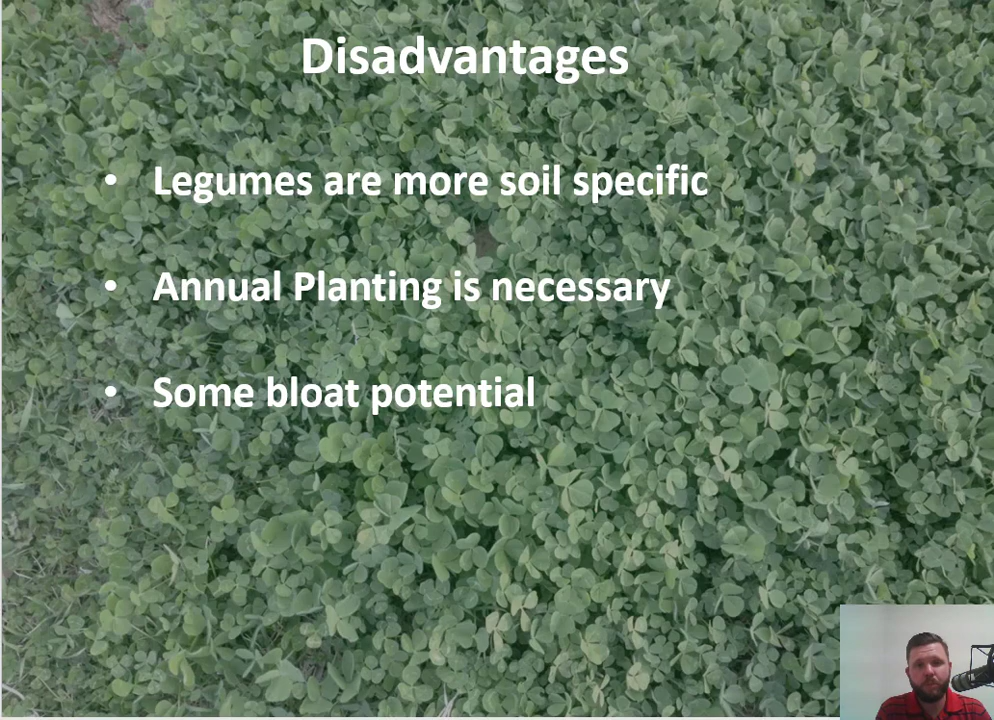 Disadvantages
• Legumes are more soil specific
• Annual Planting is necessary
• Some bloat potential